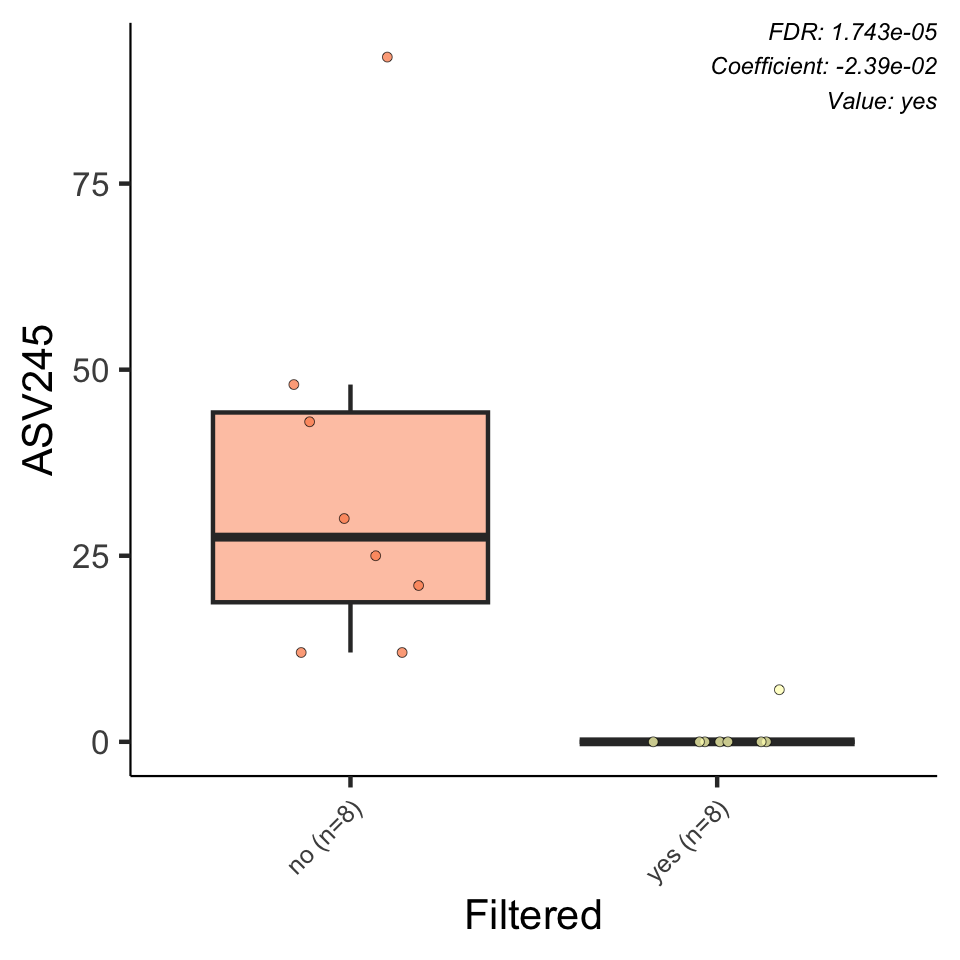 FDR: 1.743e-05
Coefficient: -2.39e-02
Value: yes
75
50
25
0
ASV245
no (n=8)
yes (n=8)
Filtered